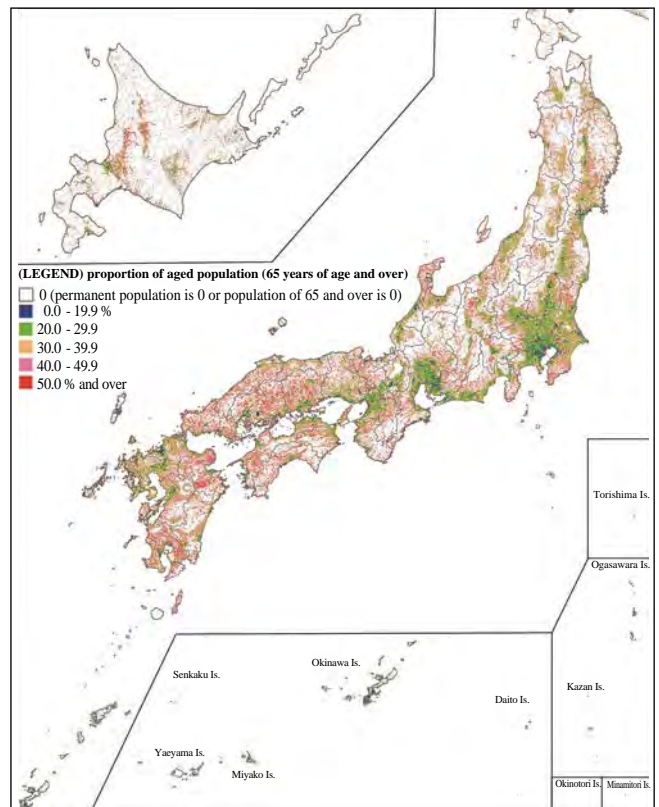 (LEGEND) proportion of aged population (65 years of age and over)
0 (permanent population is 0 or population of 65 and over is 0)
0.0 - 19.9 %
20.0 - 29.9
30.0 - 39.9
40.0 - 49.9
50.0 % and over
Torishima Is.
Ogasawara Is.
Okinawa Is.
Senkaku Is.
Kazan Is.
Daito Is.
Yaeyama Is.
Miyako Is.
Okinotori Is.
Minamitori Is.